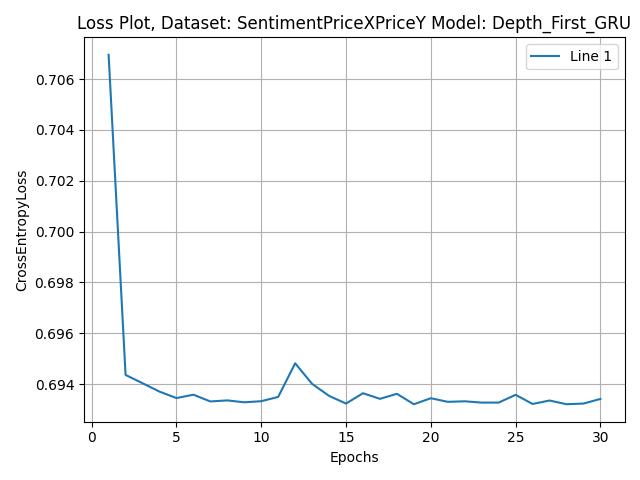 Loss Plot, Dataset: SentimentPriceXPriceY Model: Depth_First_GRU
Line 1
0.706
0.704
0.702
0.700
0.698
0.696
0.694
CrossEntropyLoss
0 5 10 15 20 25 30
Epochs